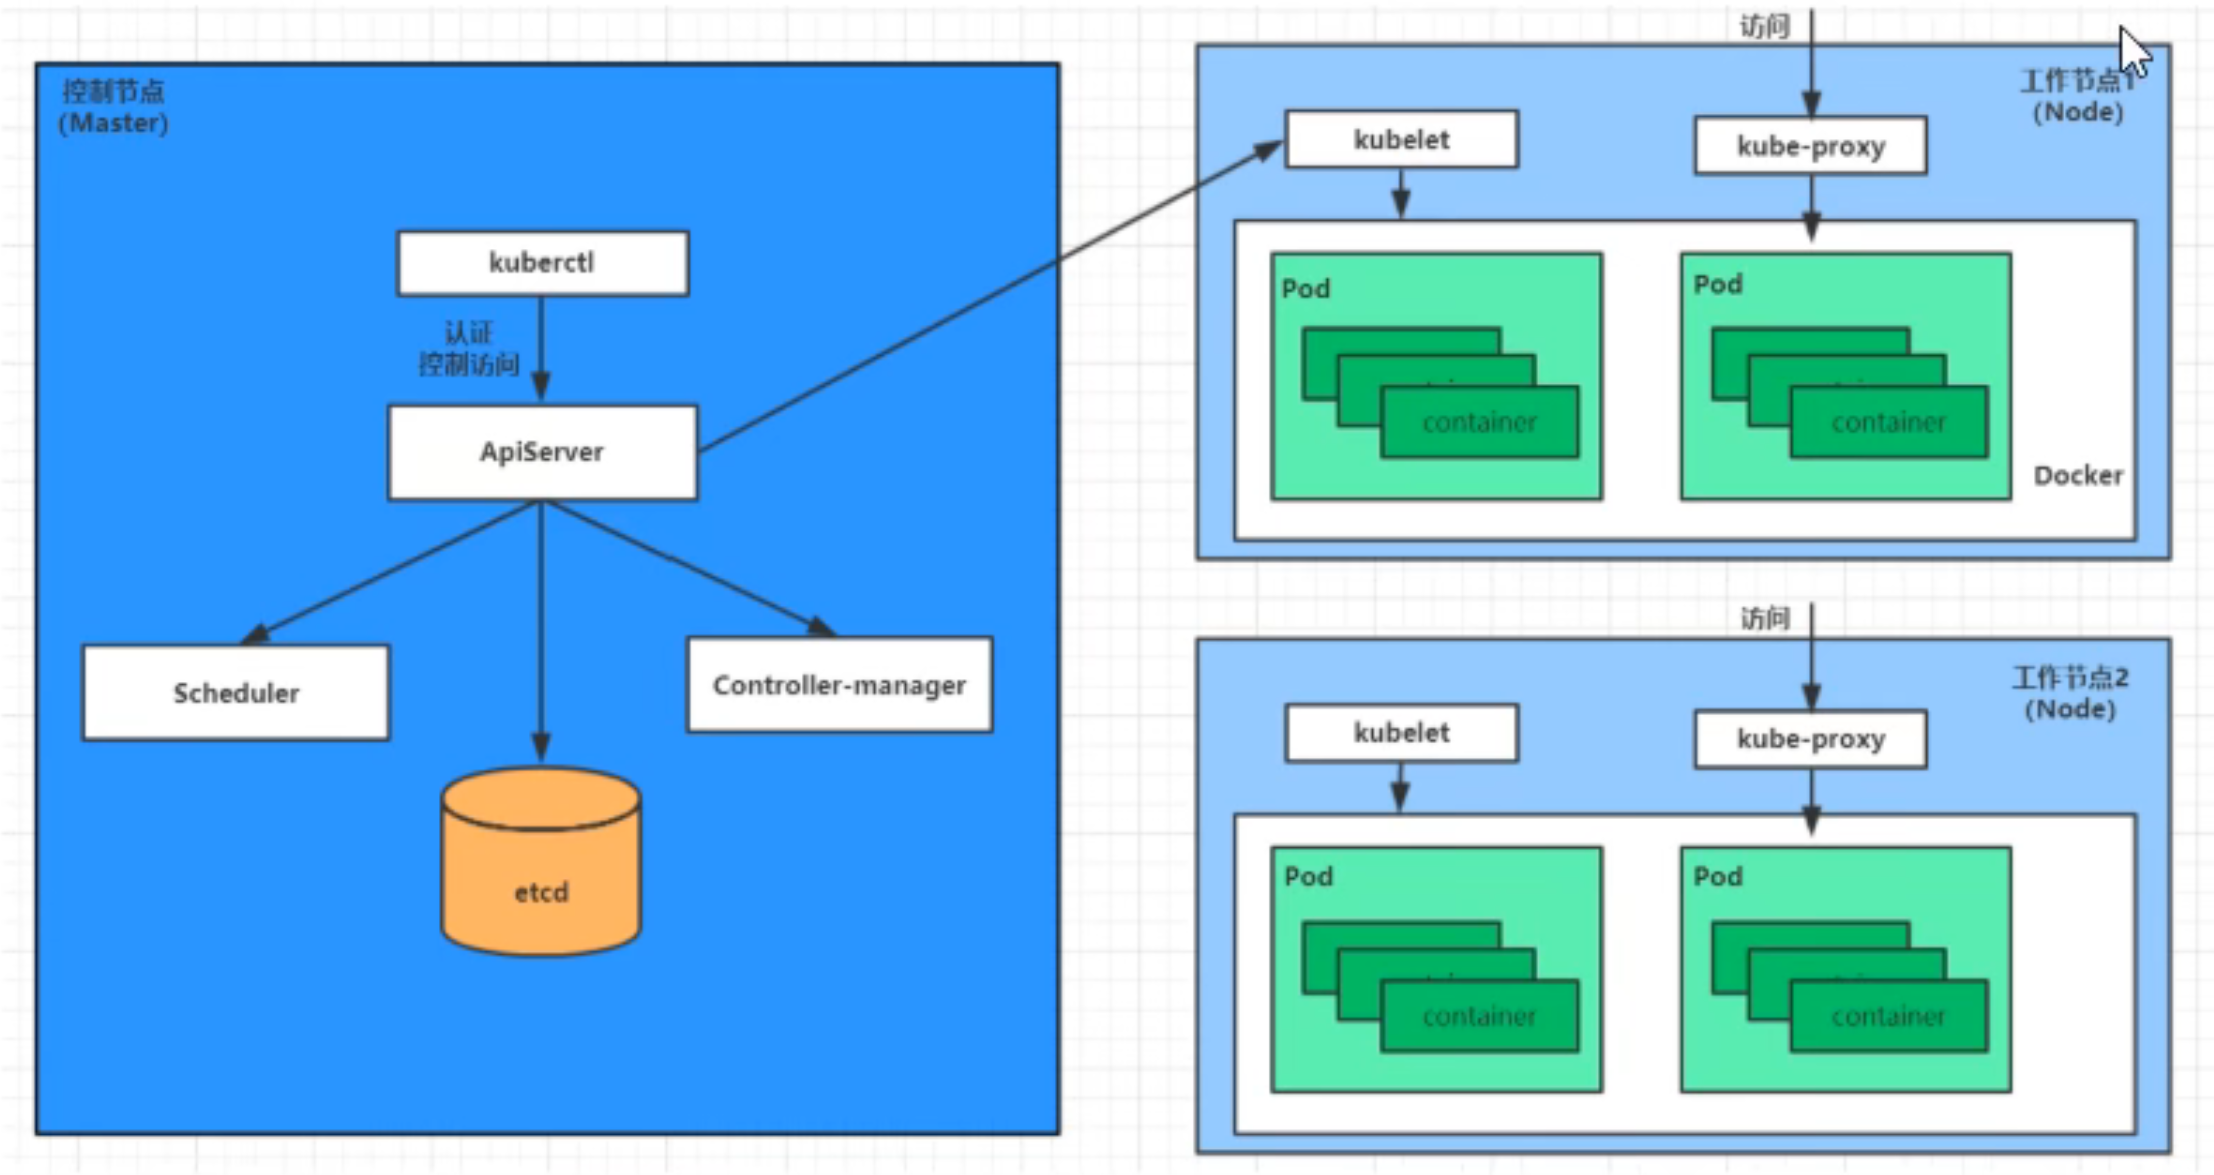 控制节点
(Master)
kuberctl
认证
控制访问
ApiServer
Scheduler
Controller-manager
etcd
访问
工作节点1
(Node)
kubelet
kube-proxy
Pod
container
Pod
container
Docker
访问
工作节点2
(Node)
kubelet
kube-proxy
Pod
container
Pod
container